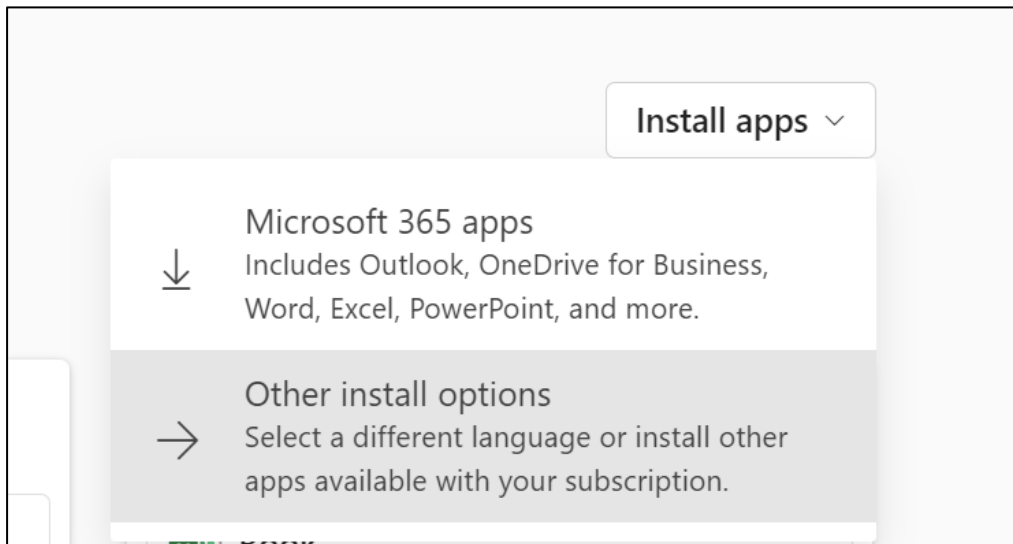 Install apps
Microsoft 365 apps
Includes Outlook, OneDrive for Business,
Word, Excel, PowerPoint, and more.
Other install options
Select a different language or install other
apps available with your subscription.